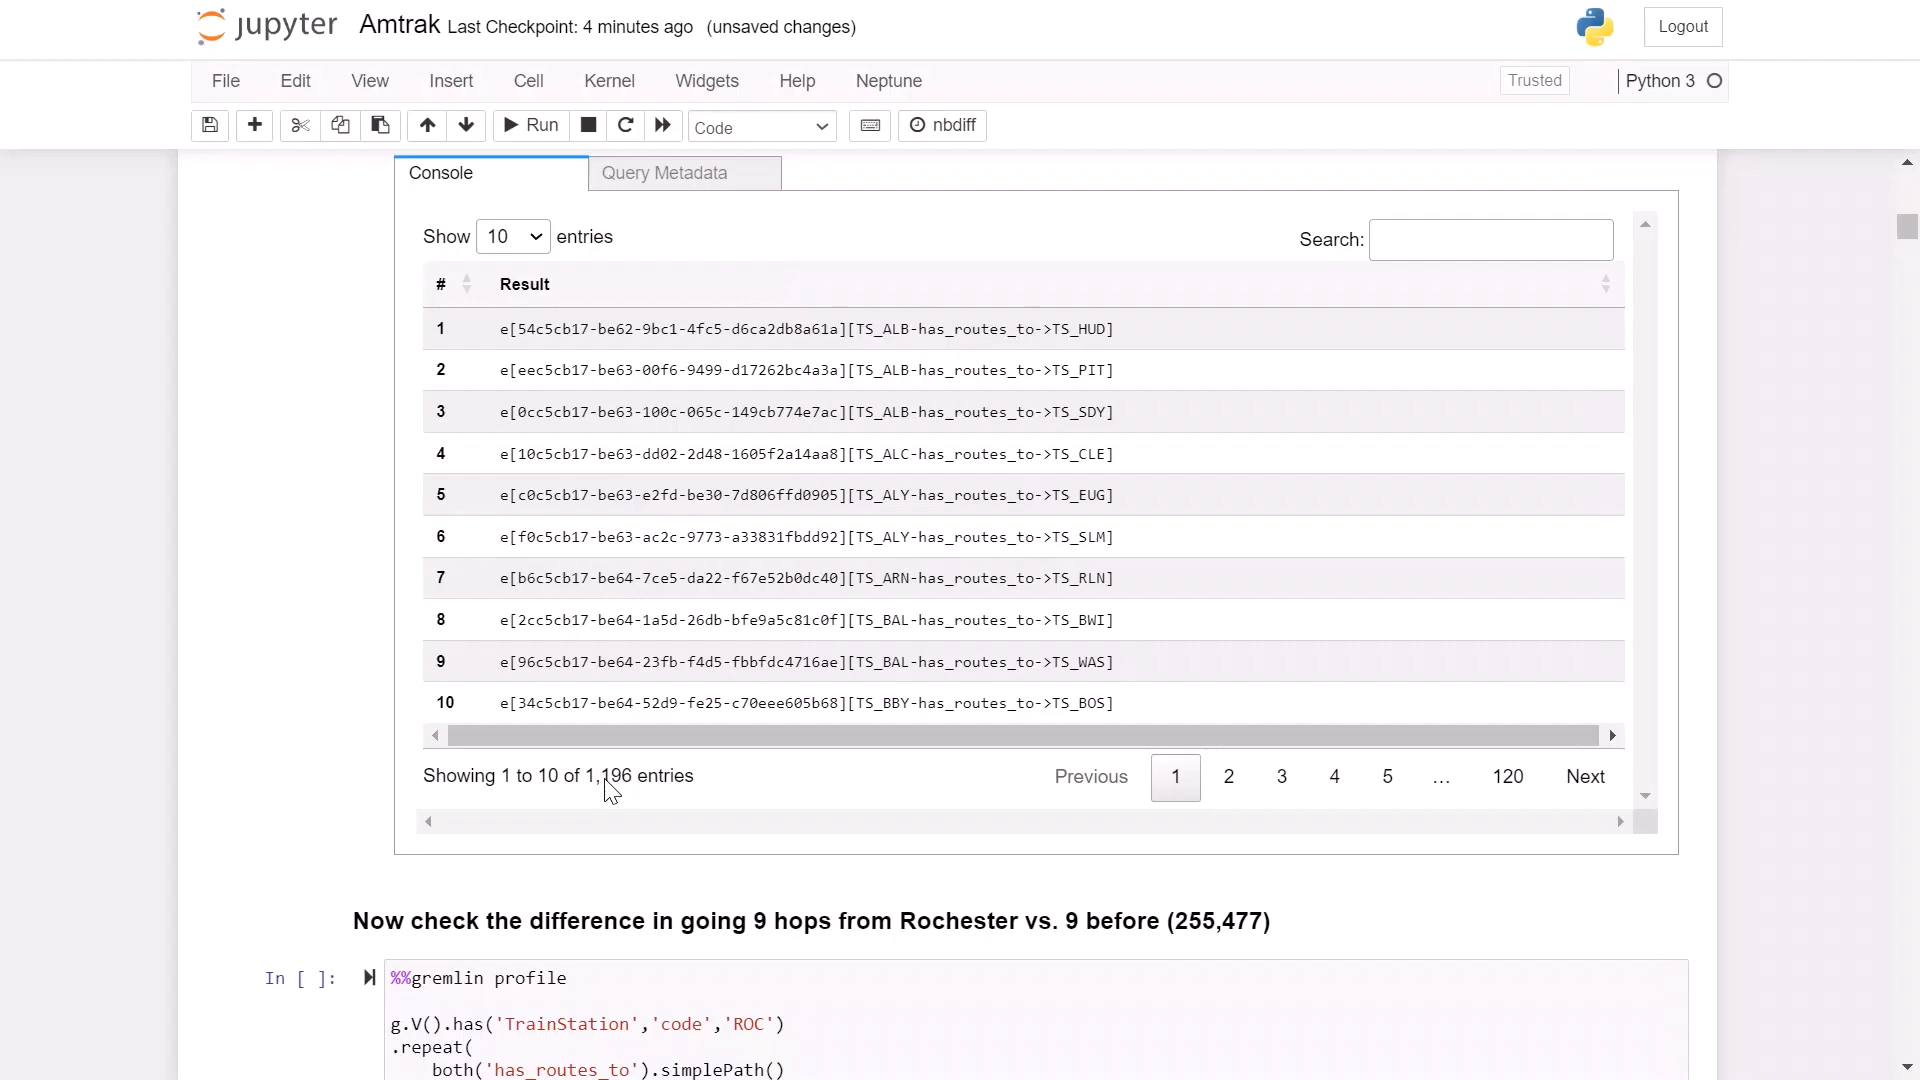 jupyter Amtrak Last Checkpoint: 4 minutes ago (unsaved changes) Logout
File Edit View Insert Cell Kernel Widgets Help Neptune Trusted Python 3
Run Code nbdiff
Console Query Metadata
Show 10 entries Search:
# Result
1 e[54c5cb17-be62-9bc1-4fc5-d6ca2db8a61a][TS_ALB-has_routes_to->TS_HUD]
2 e[eec5cb17-be63-00f6-9499-d17262bc4a3a][TS_ALB-has_routes_to->TS_PIT]
3 e[0cc5cb17-be63-100c-065c-149cb774e7ac][TS_ALB-has_routes_to->TS_SDY]
4 e[10c5cb17-be63-dd02-2d48-1605f2a14aa8][TS_ALC-has_routes_to->TS_CLE]
5 e[c0c5cb17-be63-e2fd-be30-7d806ffd0905][TS_ALY-has_routes_to->TS_EUG]
6 e[f0c5cb17-be63-ac2c-9773-a33831fbdd92][TS_ALY-has_routes_to->TS_SLM]
7 e[b6c5cb17-be64-7ce5-da22-f67e52b0dc40][TS_ARN-has_routes_to->TS_RLN]
8 e[2cc5cb17-be64-1a5d-26db-bfe9a5c81c0f][TS_BAL-has_routes_to->TS_BWI]
9 e[96c5cb17-be64-23fb-f4d5-fbbfdc4716ae][TS_BAL-has_routes_to->TS_WAS]
10 e[34c5cb17-be64-52d9-fe25-c70eee605b68][TS_BBY-has_routes_to->TS_BOS]
Showing 1 to 10 of 1,196 entries Previous 1 2 3 4 5 … 120 Next
Now check the difference in going 9 hops from Rochester vs. 9 before (255,477)
In [ ]: %%gremlin profile
g.V().has('TrainStation','code','ROC')
.repeat(
both('has_routes_to').simplePath()